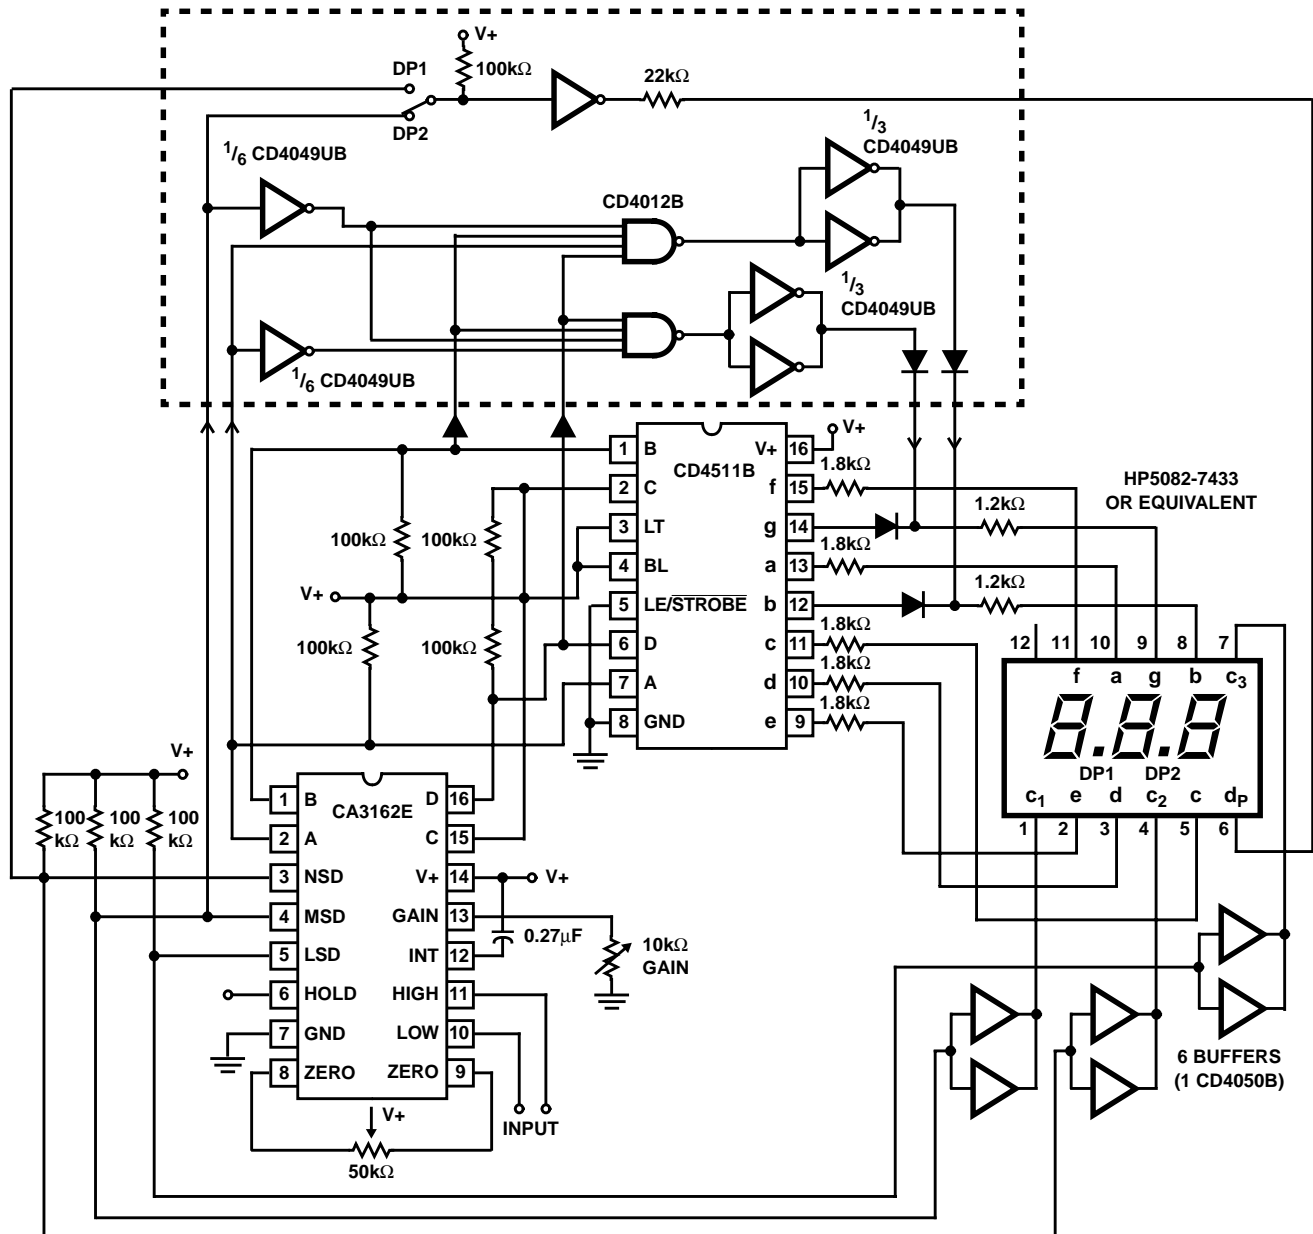 V+
DP1
100kΩ
22kΩ
DP2
1/6 CD4049UB
1/3
CD4049UB
CD4012B
1/3
CD4049UB
1/6 CD4049UB
V+
1 B
V+ 16
CD4511B
1.8kΩ
2 C
f 15
HP5082-7433
OR EQUIVALENT
1.2kΩ
3 LT
g 14
100kΩ
100kΩ
1.8kΩ
4 BL
a 13
V+
1.2kΩ
5 LE/STROBE
b 12
1.8kΩ
100kΩ
100kΩ
6 D
c 11
12 11 10 9 8 7
1.8kΩ
f a g b c3
7 A
d 10
1.8kΩ
8 GND
e 9
8.8.8
V+
DP1 DP2
c1 e d c2 c dP
1 2 3 4 5 6
1 B
D 16
CA3162E
100
kΩ
100
kΩ
100
kΩ
2 A
C 15
3 NSD
V+ 14
V+
4 MSD
GAIN 13
0.27μF
10kΩ
GAIN
5 LSD
INT 12
6 HOLD
HIGH 11
7 GND
LOW 10
8 ZERO
ZERO 9
6 BUFFERS
(1 CD4050B)
V+
INPUT
50kΩ